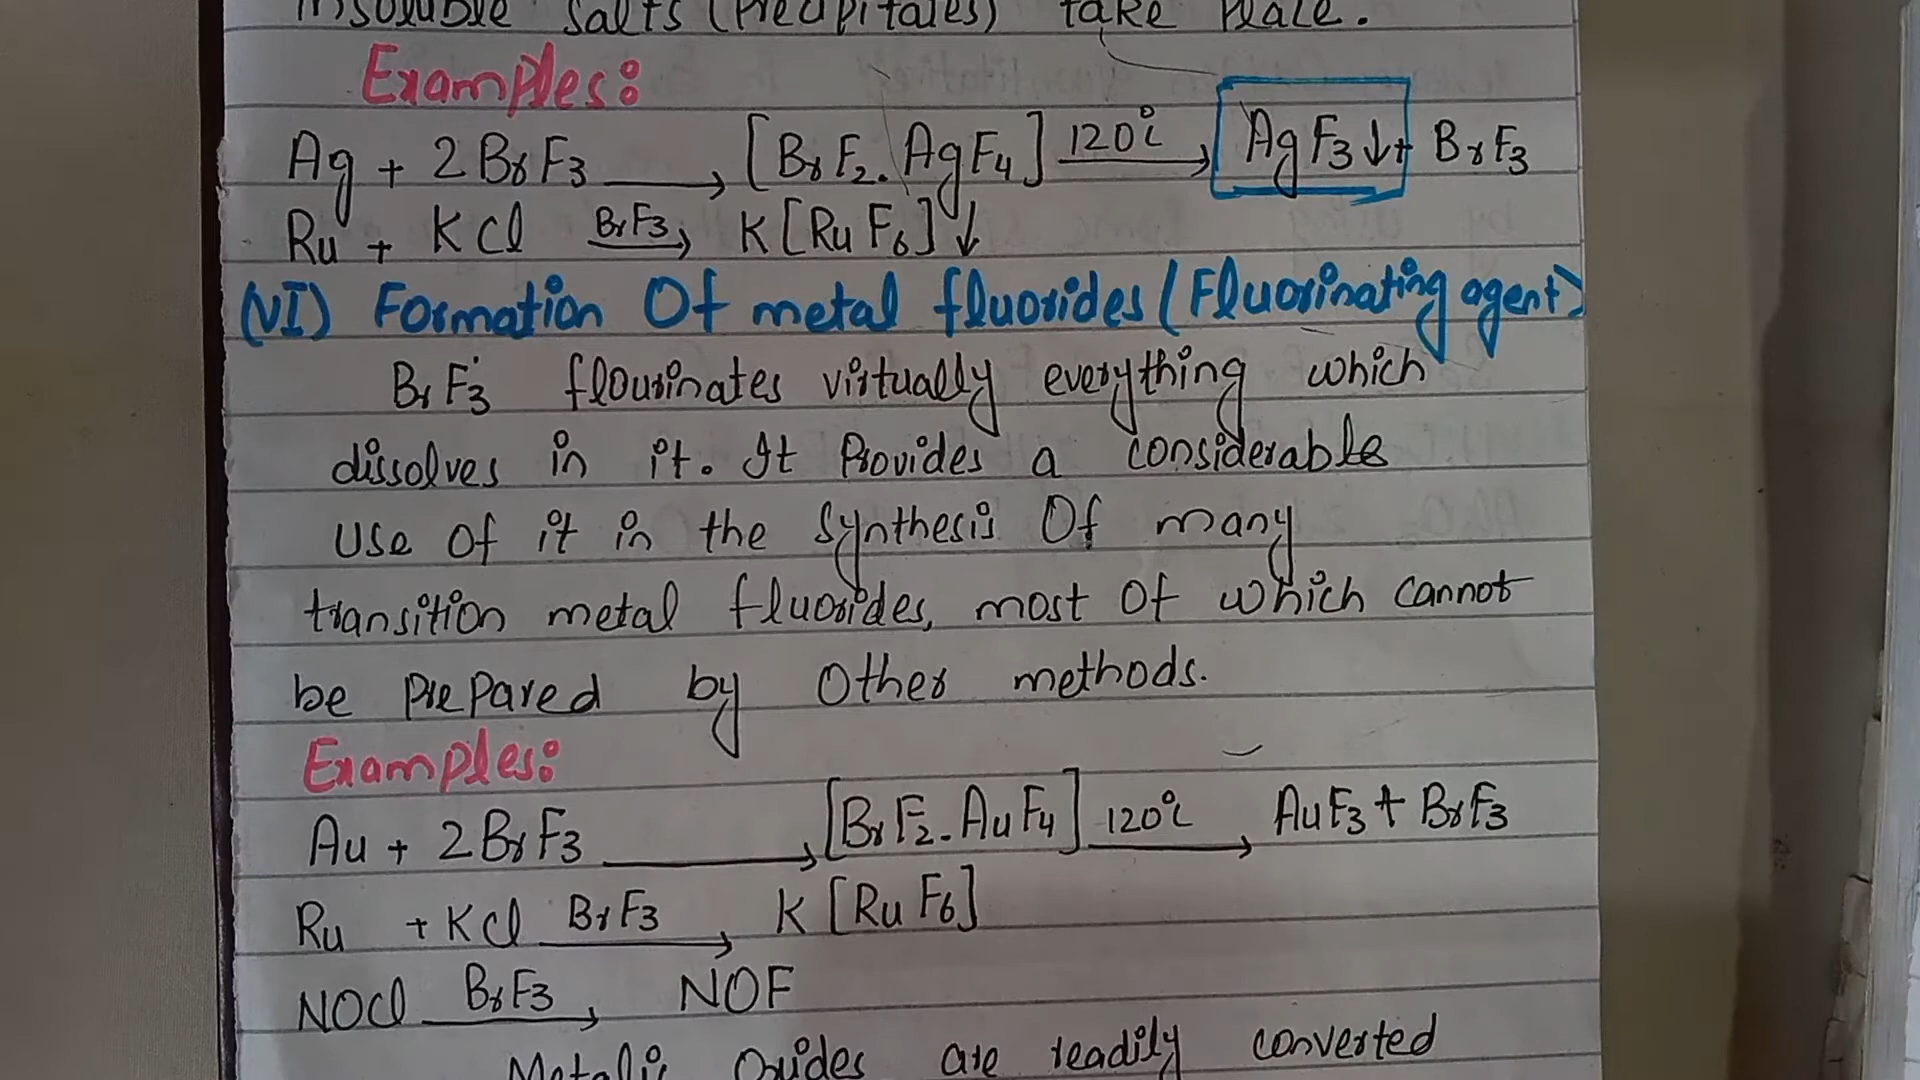 insoluble salts (Precipitates) take place.
Examples:
Ag + 2BrF3 → [BrF2.AgF4] 120°C → AgF3↓ + BrF3
Ru + KCl BrF3 → K[RuF6]↓
(VI) Formation Of metal fluorides (Fluorinating agent)
BrF3 flourinates virtually everything which
dissolves in it. It Provides a considerable
use of it in the synthesis Of many
transition metal fluorides, most of which cannot
be prepared by Other methods.
Examples:
Au + 2BrF3 → [BrF2.AuF4] 120°C → AuF3 + BrF3
Ru + KCl BrF3 → K[RuF6]
NOCl BrF3 → NOF
Metalic Oxides are readily converted